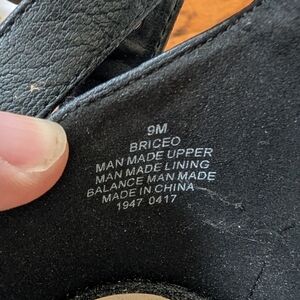 9M
BRICEO
MAN MADE UPPER
MAN MADE LINING
BALANCE MAN MADE
MADE IN CHINA
1947 0417